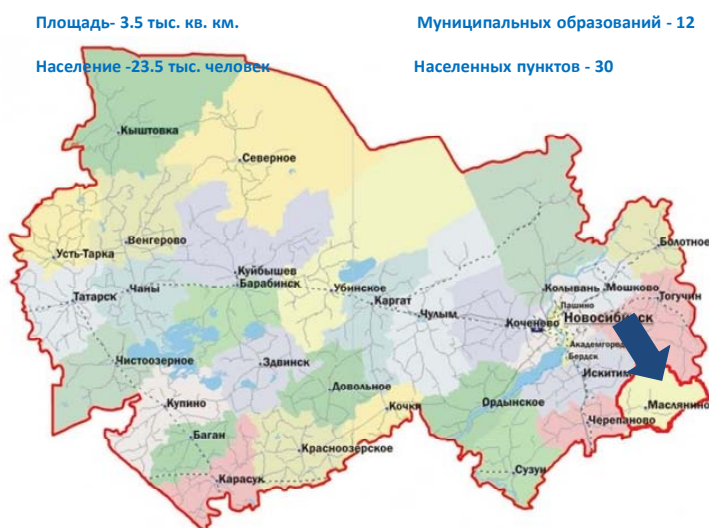 Площадь- 3.5 тыс. кв. км.
Муниципальных образований - 12
Население -23.5 тыс. человек
Населенных пунктов - 30
Кыштовка
Северное
Усть-Тарка
Венгерово
Болотное
Татарск
Чаны
Куйбышев
Барабинск
Убинское
Каргат
Чулым
Колывань
Мошково
Тогучин
Пашино
Новосибирск
Коченево
Академгородок
Бердск
Чистоозерное
Здвинск
Искитим
Довольное
Купино
Кочки
Ордынское
Маслянино
Черепаново
Баган
Краснозерское
Карасук
Сузун